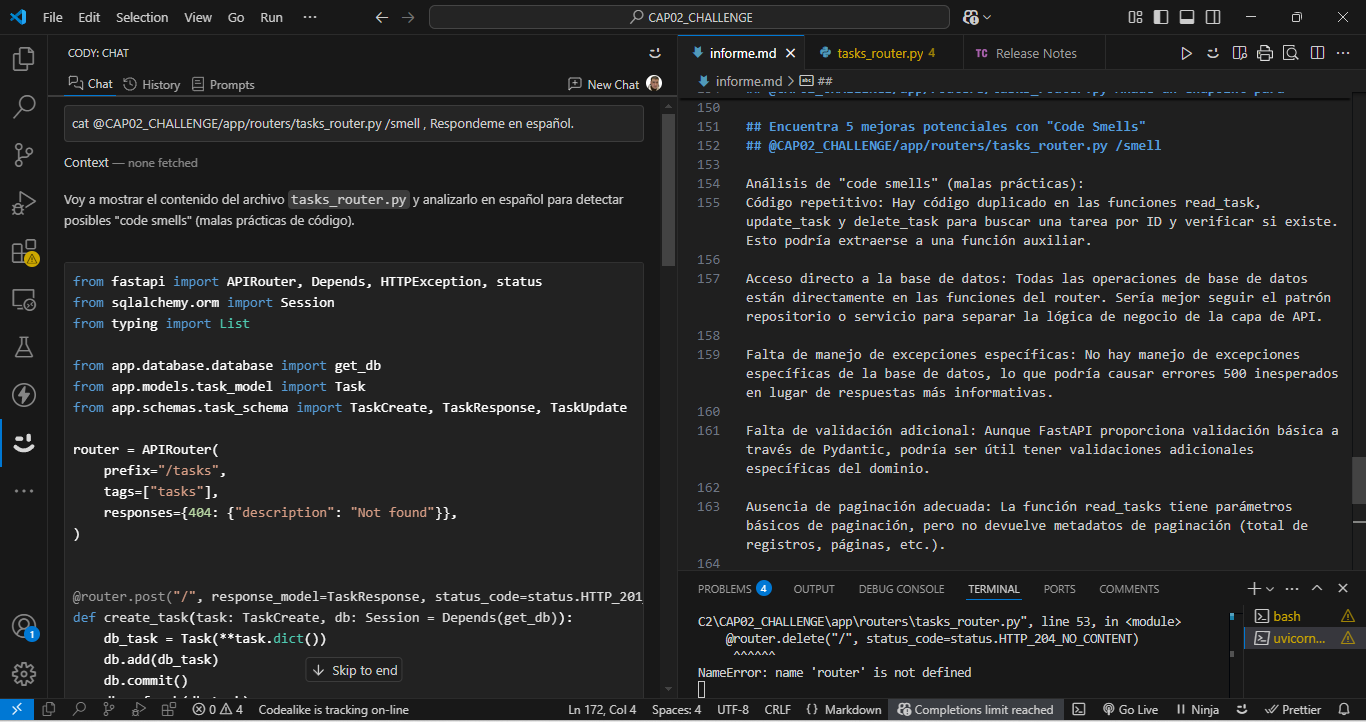 File Edit Selection View Go Run ··· CAP02_CHALLENGE
CODY: CHAT
Chat History Prompts New Chat
cat @CAP02_CHALLENGE/app/routers/tasks_router.py /smell , Respondeme en español.
Context — none fetched
Voy a mostrar el contenido del archivo tasks_router.py y analizarlo en español para detectar
posibles "code smells" (malas prácticas de código).
from fastapi import APIRouter, Depends, HTTPException, status
from sqlalchemy.orm import Session
from typing import List
from app.database.database import get_db
from app.models.task_model import Task
from app.schemas.task_schema import TaskCreate, TaskResponse, TaskUpdate
router = APIRouter(
prefix="/tasks",
tags=["tasks"],
responses={404: {"description": "Not found"}},
)
@router.post("/", response_model=TaskResponse, status_code=status.HTTP_201_
def create_task(task: TaskCreate, db: Session = Depends(get_db)):
db_task = Task(**task.dict())
db.add(db_task)
db.commit()
Skip to end
informe.md tasks_router.py 4 TC Release Notes
informe.md > ##
150
151 ## Encuentra 5 mejoras potenciales con "Code Smells"
152 ## @CAP02_CHALLENGE/app/routers/tasks_router.py /smell
153
154 Análisis de "code smells" (malas prácticas):
155 Código repetitivo: Hay código duplicado en las funciones read_task,
update_task y delete_task para buscar una tarea por ID y verificar si existe.
Esto podría extraerse a una función auxiliar.
156
157 Acceso directo a la base de datos: Todas las operaciones de base de datos
están directamente en las funciones del router. Sería mejor seguir el patrón
repositorio o servicio para separar la lógica de negocio de la capa de API.
158
159 Falta de manejo de excepciones específicas: No hay manejo de excepciones
específicas de la base de datos, lo que podría causar errores 500 inesperados
en lugar de respuestas más informativas.
160
161 Falta de validación adicional: Aunque FastAPI proporciona validación básica a
través de Pydantic, podría ser útil tener validaciones adicionales
específicas del dominio.
162
163 Ausencia de paginación adecuada: La función read_tasks tiene parámetros
básicos de paginación, pero no devuelve metadatos de paginación (total de
registros, páginas, etc.).
164
PROBLEMS 4 OUTPUT DEBUG CONSOLE TERMINAL PORTS COMMENTS
C2\CAP02_CHALLENGE\app\routers\tasks_router.py", line 53, in <module>
@router.delete("/", status_code=status.HTTP_204_NO_CONTENT)
^^^^^^
NameError: name 'router' is not defined
bash
uvicorn...
1
0 4 Codealike is tracking on-line Ln 172, Col 4 Spaces: 4 UTF-8 CRLF {} Markdown Completions limit reached Go Live Ninja Prettier